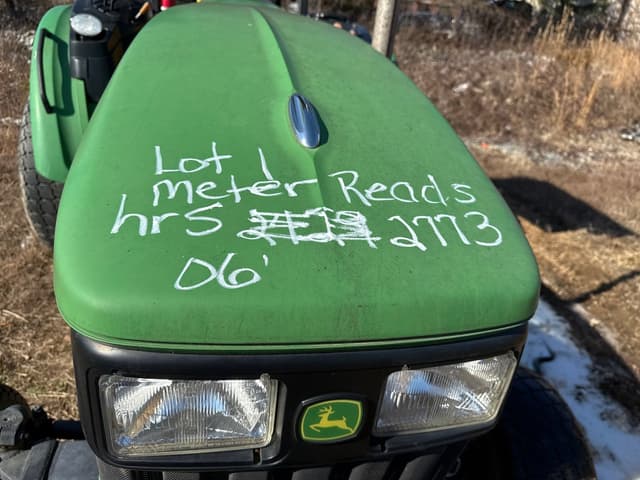 Lot 1
meter Reads
hrs 2773
06'